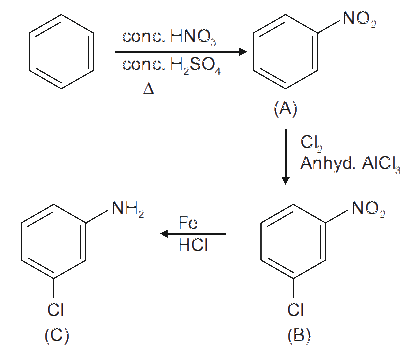 conc. HNO₃
conc. H₂SO₄
Δ
NO₂
(A)
Cl₂
Anhyd. AlCl₃
NO₂
Cl
(B)
Fe
HCl
NH₂
Cl
(C)